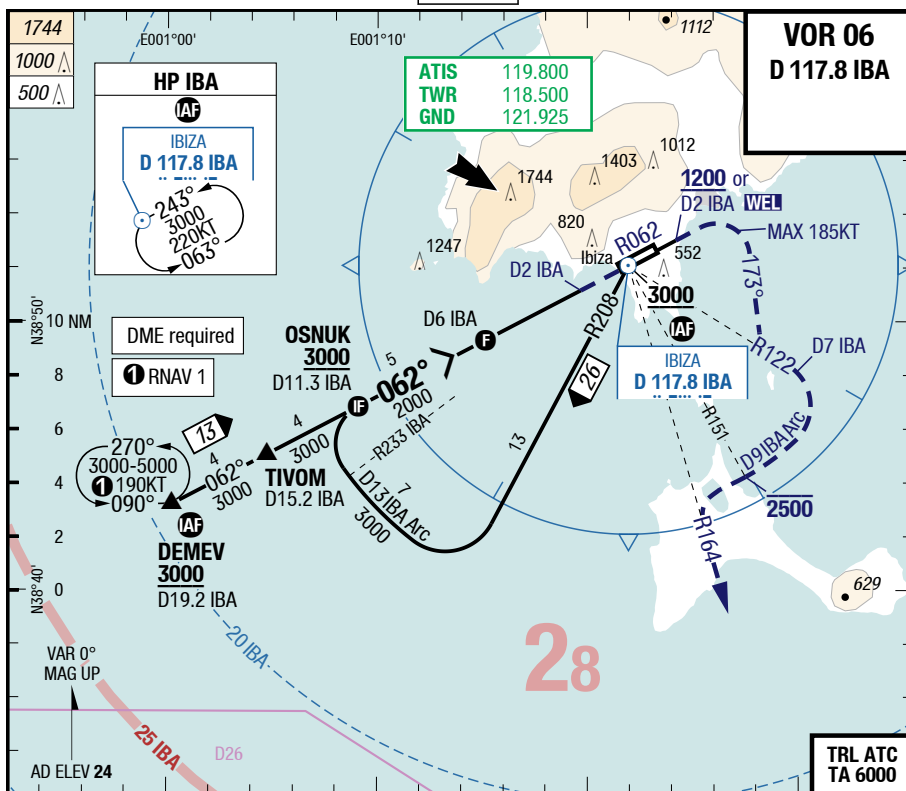 1744
1000
500
E001°00'
E001°10'
1112
VOR 06
D 117.8 IBA
HP IBA
IAF
IBIZA
D 117.8 IBA
243°
3000
220KT
063°
ATIS 119.800
TWR 118.500
GND 121.925
1744
1403
1012
820
1247
552
Ibiza
R062
1200 or
D2 IBA WEL
MAX 185KT
173°
D2 IBA
3000
IAF
IBIZA
D 117.8 IBA
R122
D7 IBA
R151
D9 IBA Arc
2500
R164
R208
26
13
N38°50'
10 NM
8
6
4
2
0
N38°40'
DME required
1 RNAV 1
OSNUK
3000
D11.3 IBA
IF
D6 IBA
F
5
062°
2000
R233 IBA
13
4
3000
TIVOM
D15.2 IBA
4
062°
3000
270°
3000-5000
1 190KT
090°
IAF
DEMEV
3000
D19.2 IBA
7
D13 IBA Arc
3000
629
28
20 IBA
25 IBA
D26
VAR 0°
MAG UP
AD ELEV 24
TRL ATC
TA 6000